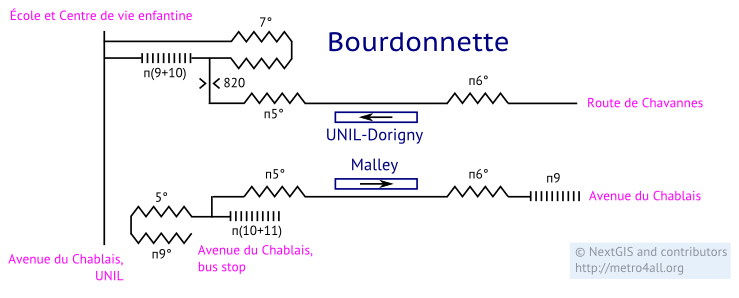 École et Centre de vie enfantine
7°
Bourdonnette
п(9+10)
820
п6°
Route de Chavannes
п5°
UNIL-Dorigny
Malley
п5°
п6°
п9
Avenue du Chablais
5°
п(10+11)
п9°
Avenue du Chablais,
bus stop
Avenue du Chablais,
UNIL
© NextGIS and contributors
http://metro4all.org